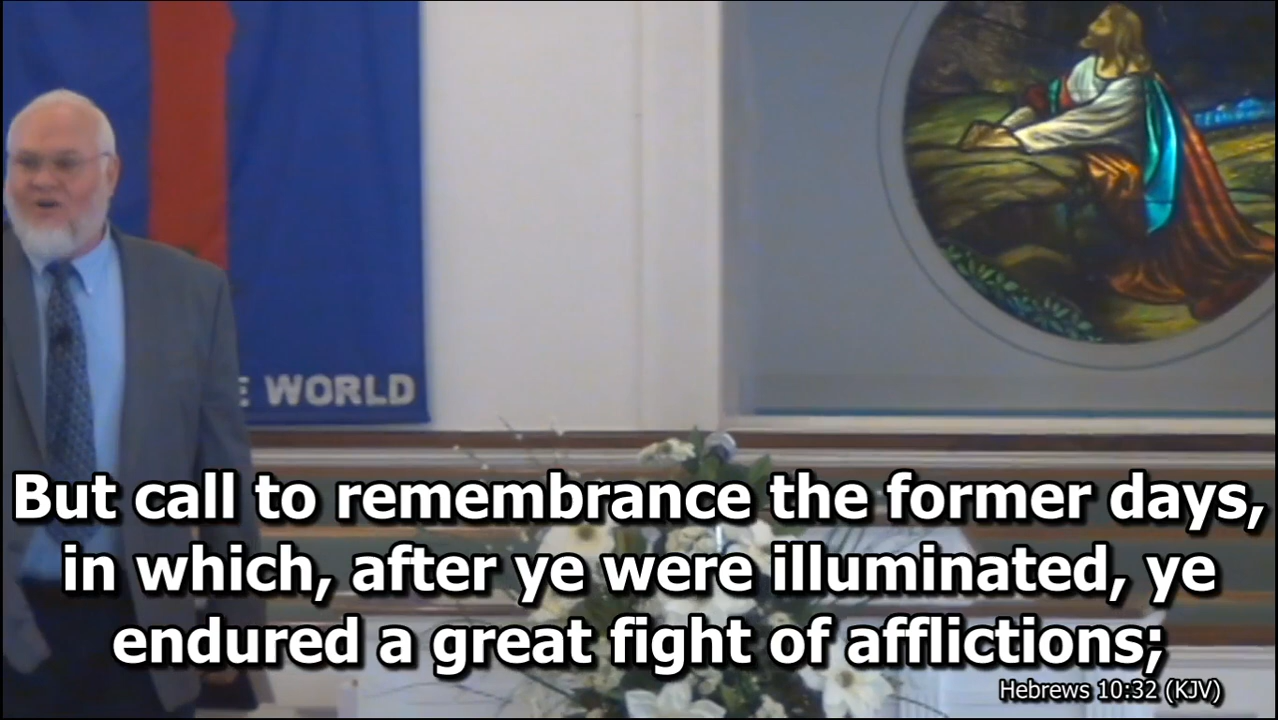 E WORLD
But call to remembrance the former days,
in which, after ye were illuminated, ye
endured a great fight of afflictions;
Hebrews 10:32 (KJV)